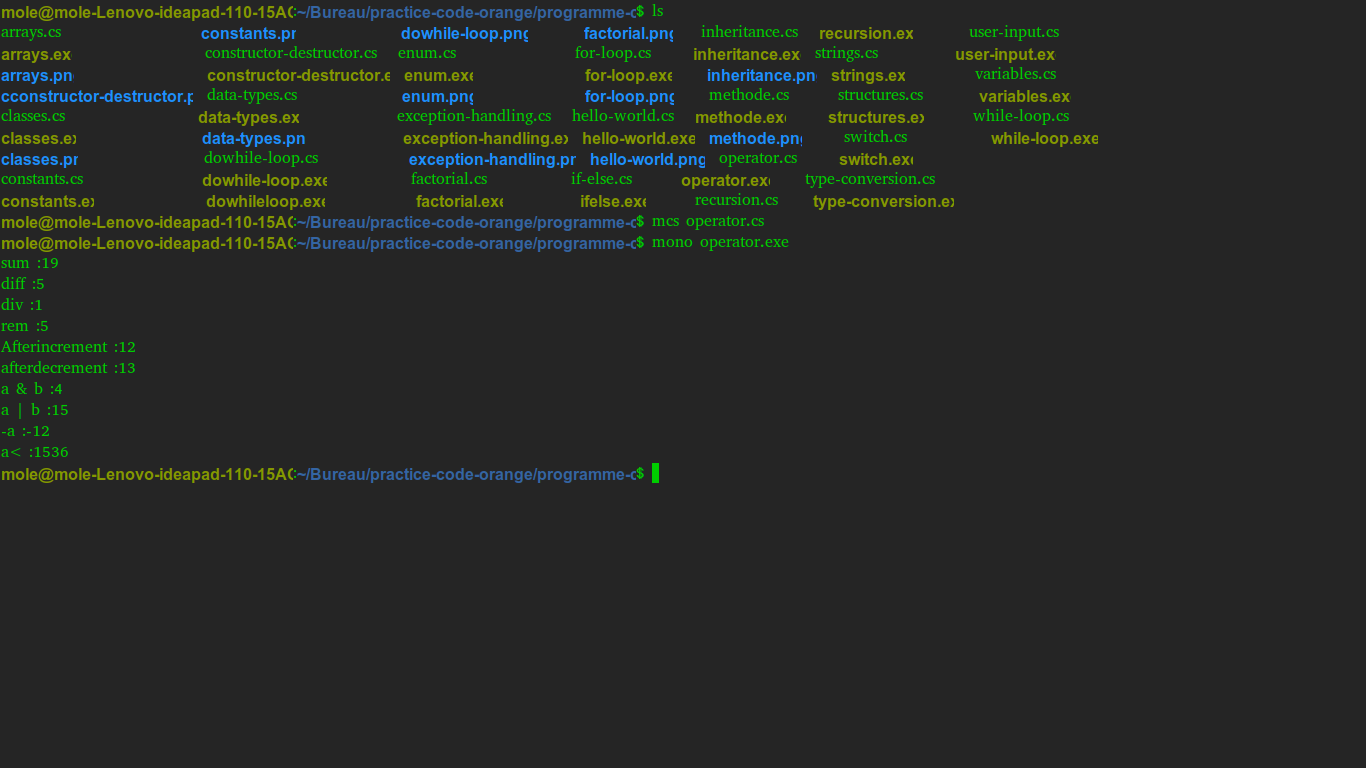 mole@mole-Lenovo-ideapad-110-15AC:~/Bureau/practice-code-orange/programme-c$ ls
arrays.cs constants.pn dowhile-loop.png factorial.png inheritance.cs recursion.ex user-input.cs
arrays.ex constructor-destructor.cs enum.cs for-loop.cs inheritance.ex strings.cs user-input.ex
arrays.pn constructor-destructor.e enum.exe for-loop.exe inheritance.pn strings.ex variables.cs
cconstructor-destructor.p data-types.cs enum.png for-loop.png methode.cs structures.cs variables.ex
classes.cs data-types.ex exception-handling.cs hello-world.cs methode.ex structures.ex while-loop.cs
classes.ex data-types.pn exception-handling.ex hello-world.exe methode.png switch.cs while-loop.exe
classes.pn dowhile-loop.cs exception-handling.pn hello-world.png operator.cs switch.exe
constants.cs dowhile-loop.exe factorial.cs if-else.cs operator.ex type-conversion.cs
constants.ex dowhileloop.exe factorial.exe ifelse.exe recursion.cs type-conversion.ex
mole@mole-Lenovo-ideapad-110-15AC:~/Bureau/practice-code-orange/programme-c$ mcs operator.cs
mole@mole-Lenovo-ideapad-110-15AC:~/Bureau/practice-code-orange/programme-c$ mono operator.exe
sum :19
diff :5
div :1
rem :5
Afterincrement :12
afterdecrement :13
a & b :4
a | b :15
-a :-12
a< :1536
mole@mole-Lenovo-ideapad-110-15AC:~/Bureau/practice-code-orange/programme-c$